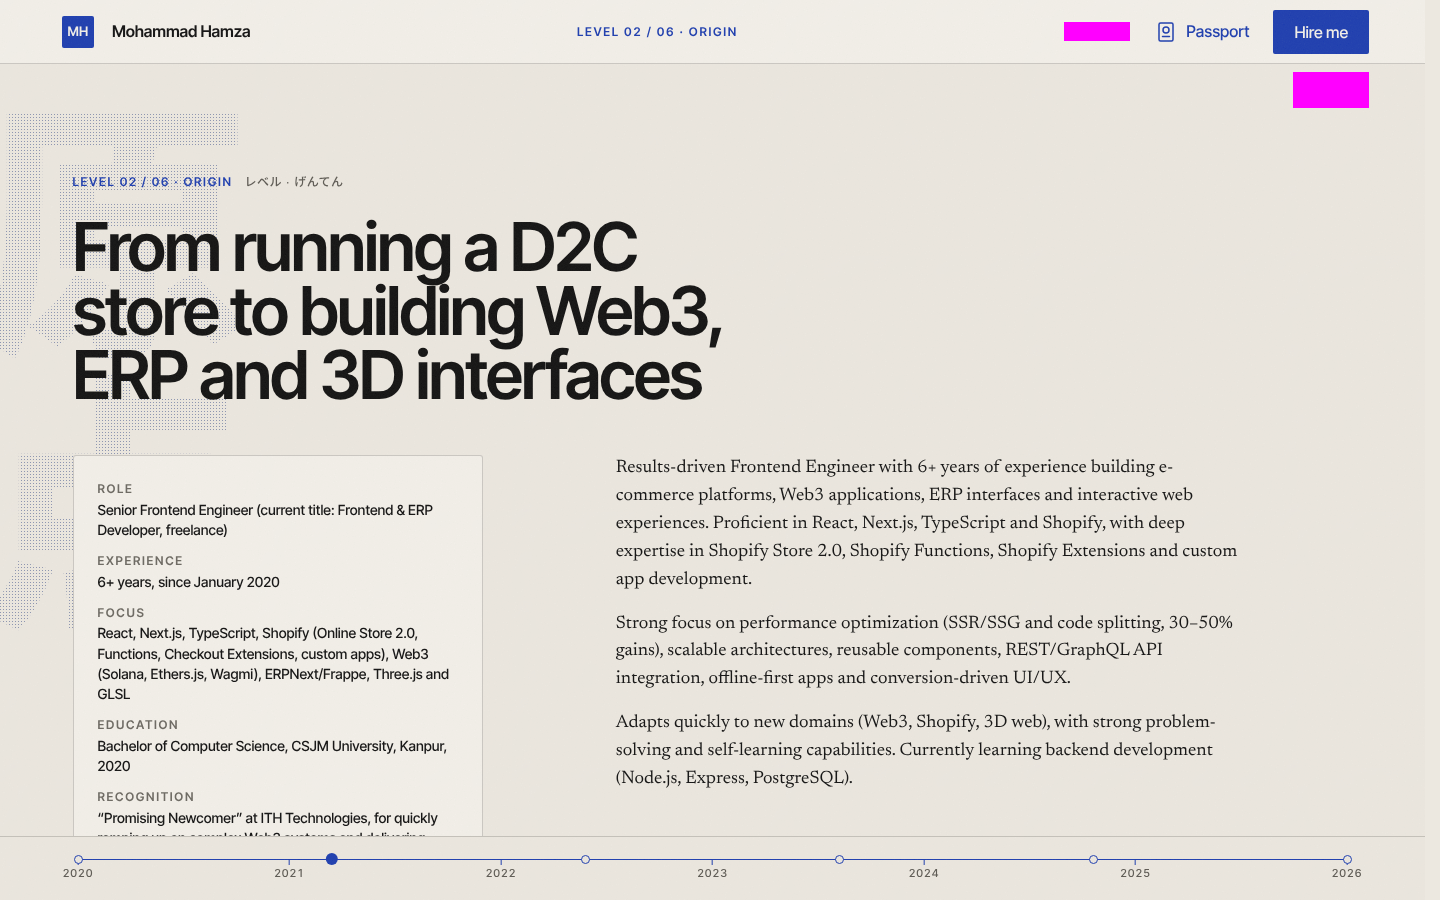 MH
Mohammad Hamza
LEVEL 02 / 06 · ORIGIN
Passport
Hire me
LEVEL 02 / 06 · ORIGIN レベル · げんてん
From running a D2C
store to building Web3,
ERP and 3D interfaces
ROLE
Senior Frontend Engineer (current title: Frontend & ERP
Developer, freelance)
EXPERIENCE
6+ years, since January 2020
FOCUS
React, Next.js, TypeScript, Shopify (Online Store 2.0,
Functions, Checkout Extensions, custom apps), Web3
(Solana, Ethers.js, Wagmi), ERPNext/Frappe, Three.js and
GLSL
EDUCATION
Bachelor of Computer Science, CSJM University, Kanpur,
2020
RECOGNITION
“Promising Newcomer” at ITH Technologies, for quickly
Results-driven Frontend Engineer with 6+ years of experience building e-
commerce platforms, Web3 applications, ERP interfaces and interactive web
experiences. Proficient in React, Next.js, TypeScript and Shopify, with deep
expertise in Shopify Store 2.0, Shopify Functions, Shopify Extensions and custom
app development.
Strong focus on performance optimization (SSR/SSG and code splitting, 30–50%
gains), scalable architectures, reusable components, REST/GraphQL API
integration, offline-first apps and conversion-driven UI/UX.
Adapts quickly to new domains (Web3, Shopify, 3D web), with strong problem-
solving and self-learning capabilities. Currently learning backend development
(Node.js, Express, PostgreSQL).
2020 2021 2022 2023 2024 2025 2026